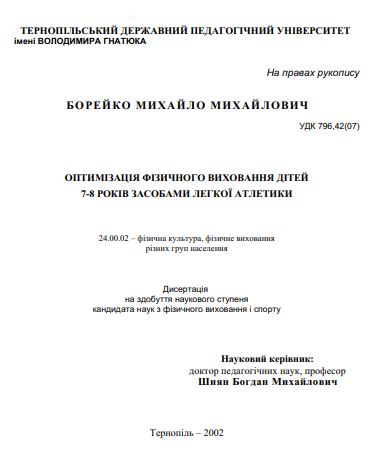 ТЕРНОПІЛЬСЬКИЙ ДЕРЖАВНИЙ ПЕДАГОГІЧНИЙ УНІВЕРСИТЕТ
імені ВОЛОДИМИРА ГНАТЮКА
На правах рукопису
БОРЕЙКО МИХАЙЛО МИХАЙЛОВИЧ
УДК 796,42(07)
ОПТИМІЗАЦІЯ ФІЗИЧНОГО ВИХОВАННЯ ДІТЕЙ
7-8 РОКІВ ЗАСОБАМИ ЛЕГКОЇ АТЛЕТИКИ
24.00.02 – фізична культура, фізичне виховання
різних груп населення
Дисертація
на здобуття наукового ступеня
кандидата наук з фізичного виховання і спорту
Науковий керівник:
доктор педагогічних наук, професор
Шиян Богдан Михайлович
Тернопіль – 2002